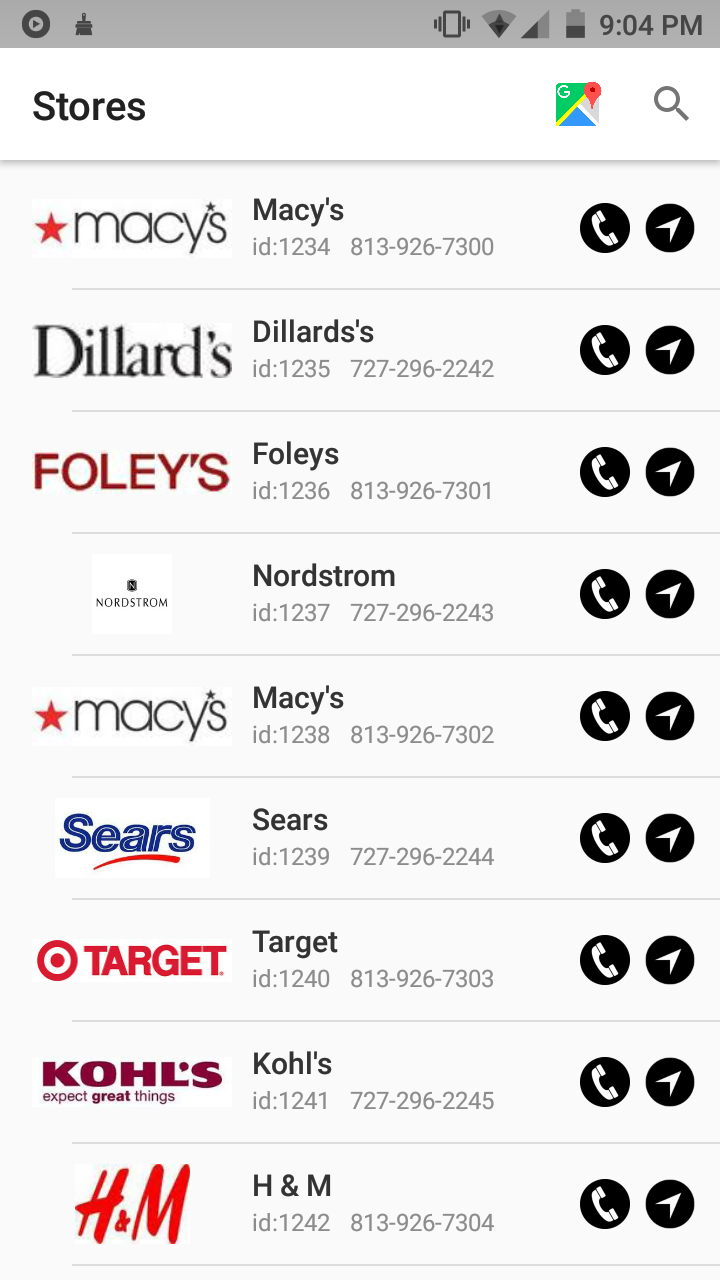 9:04 PM
Stores
G
macy's
Macy's
id:1234 813-926-7300
Dillard's
Dillards's
id:1235 727-296-2242
FOLEY'S
Foleys
id:1236 813-926-7301
N
NORDSTROM
Nordstrom
id:1237 727-296-2243
macy's
Macy's
id:1238 813-926-7302
Sears
Sears
id:1239 727-296-2244
TARGET
Target
id:1240 813-926-7303
KOHL'S
expect great things
Kohl's
id:1241 727-296-2245
H&M
H & M
id:1242 813-926-7304